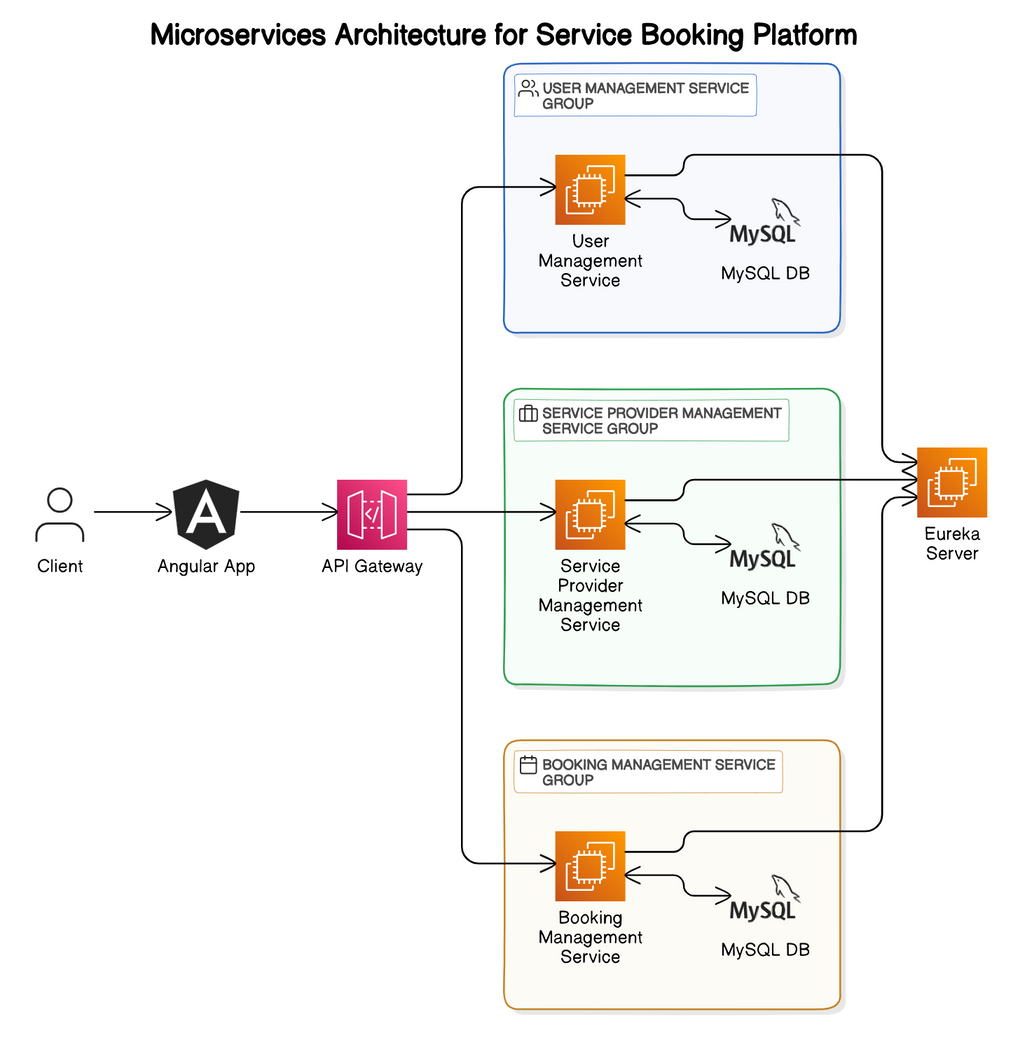 Microservices Architecture for Service Booking Platform
USER MANAGEMENT SERVICE
GROUP
User
Management
Service
MySQL
MySQL DB
SERVICE PROVIDER MANAGEMENT
SERVICE GROUP
Client
Angular App
API Gateway
Service
Provider
Management
Service
MySQL
MySQL DB
Eureka
Server
BOOKING MANAGEMENT SERVICE
GROUP
Booking
Management
Service
MySQL
MySQL DB